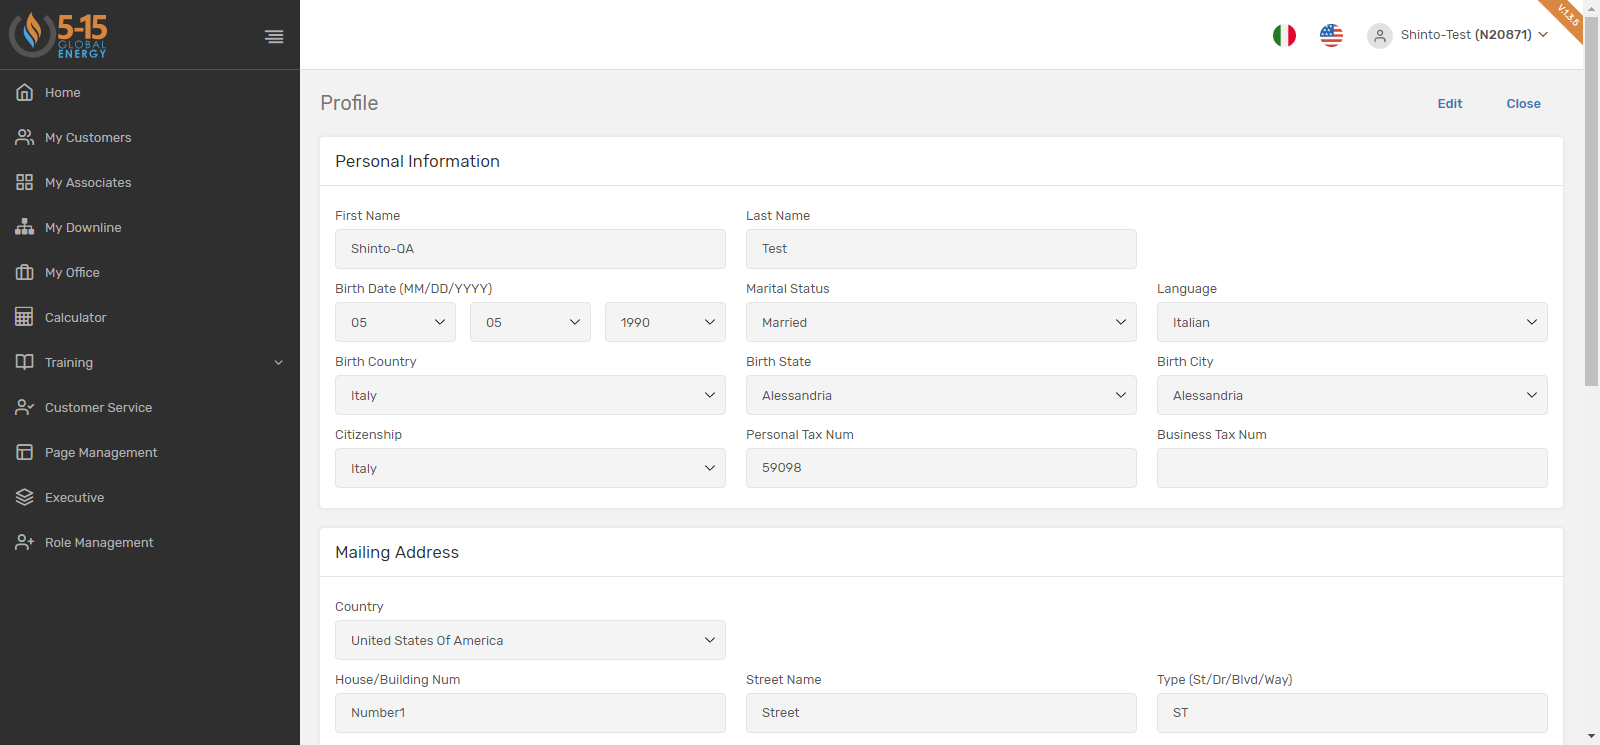 5-15
GLOBAL
ENERGY
Shinto-Test (N20871)
V.1.3.5
Home
My Customers
My Associates
My Downline
My Office
Calculator
Training
Customer Service
Page Management
Executive
Role Management
Profile
Edit Close
Personal Information
First Name Last Name
Shinto-QA Test
Birth Date (MM/DD/YYYY) Marital Status Language
05 05 1990 Married Italian
Birth Country Birth State Birth City
Italy Alessandria Alessandria
Citizenship Personal Tax Num Business Tax Num
Italy 59098
Mailing Address
Country
United States Of America
House/Building Num Street Name Type (St/Dr/Blvd/Way)
Number1 Street ST